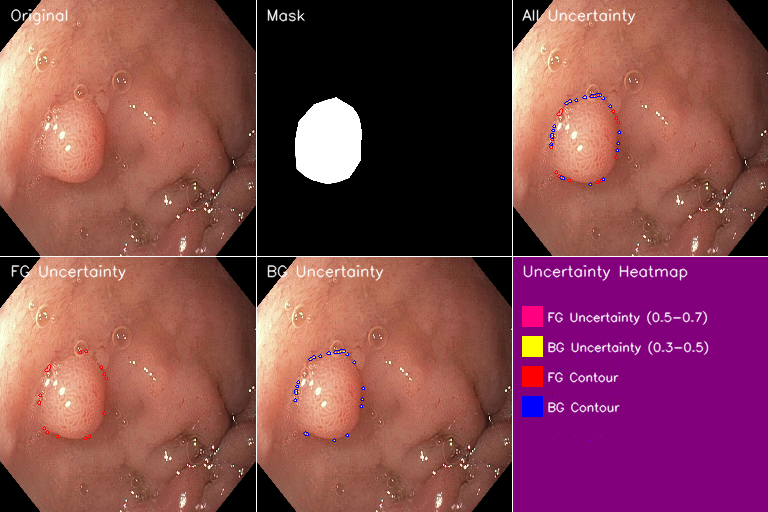 Original
Mask
All Uncertainty
FG Uncertainty
BG Uncertainty
Uncertainty Heatmap
FG Uncertainty (0.5-0.7)
BG Uncertainty (0.3-0.5)
FG Contour
BG Contour